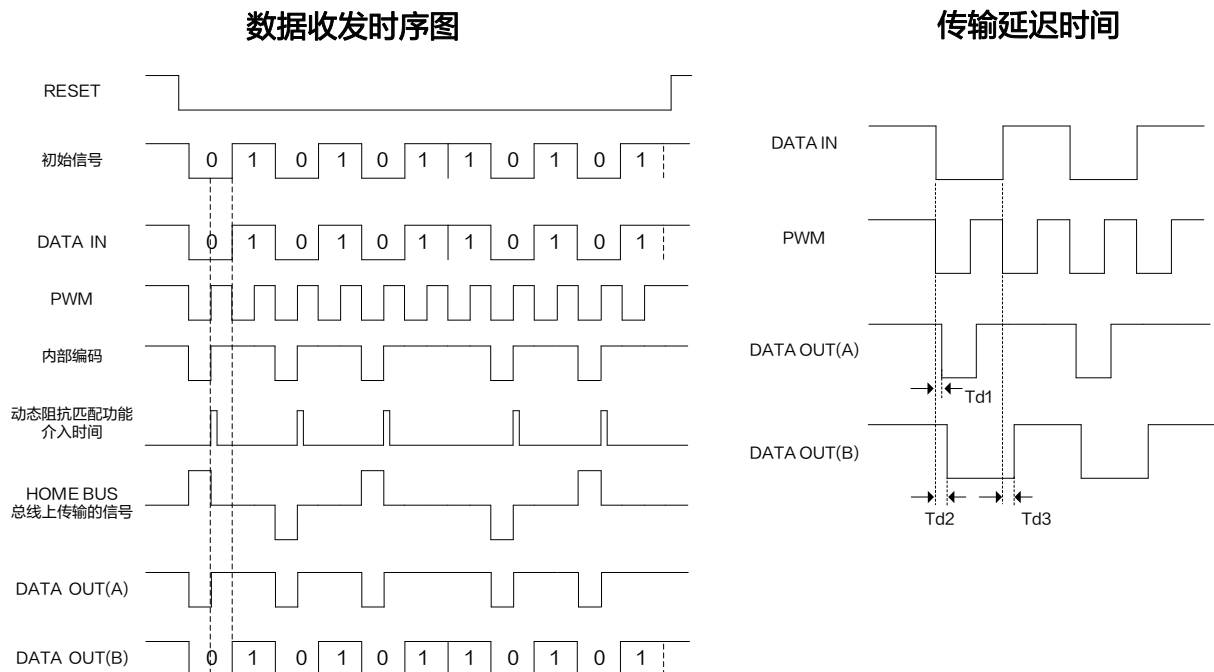 数据收发时序图
RESET
初始信号
0 1 0 1 0 1 1 0 1 0 1
DATA IN
0 1 0 1 0 1 1 0 1 0 1
PWM
内部编码
动态阻抗匹配功能
介入时间
HOME BUS
总线上传输的信号
DATA OUT(A)
DATA OUT(B)
0 1 0 1 0 1 1 0 1 0 1
传输延迟时间
DATA IN
PWM
DATA OUT(A)
Td1
DATA OUT(B)
Td2 Td3